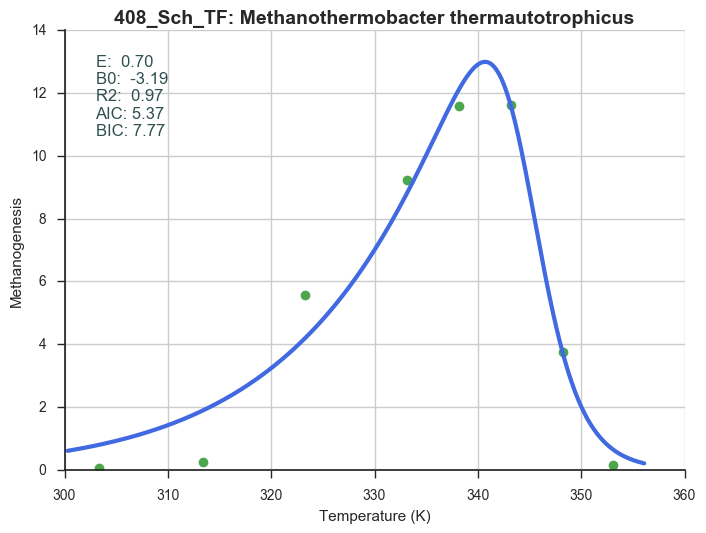 408_Sch_TF: Methanothermobacter thermautotrophicus
E:  0.70
B0:  -3.19
R2:  0.97
AIC: 5.37
BIC: 7.77
Methanogenesis
14
12
10
8
6
4
2
0
300 310 320 330 340 350 360
Temperature (K)